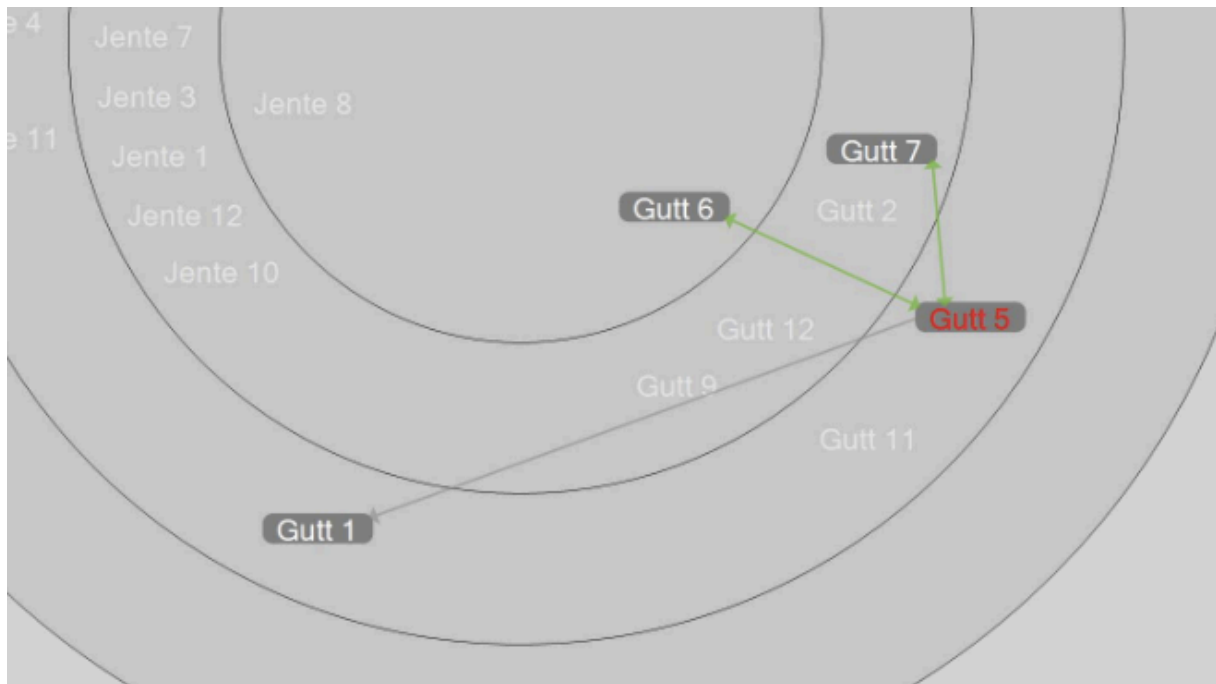 e 4
Jente 7
Jente 3
Jente 8
e 11
Jente 1
Gutt 7
Jente 12
Gutt 6
Gutt 2
Jente 10
Gutt 12
Gutt 5
Gutt 9
Gutt 11
Gutt 1